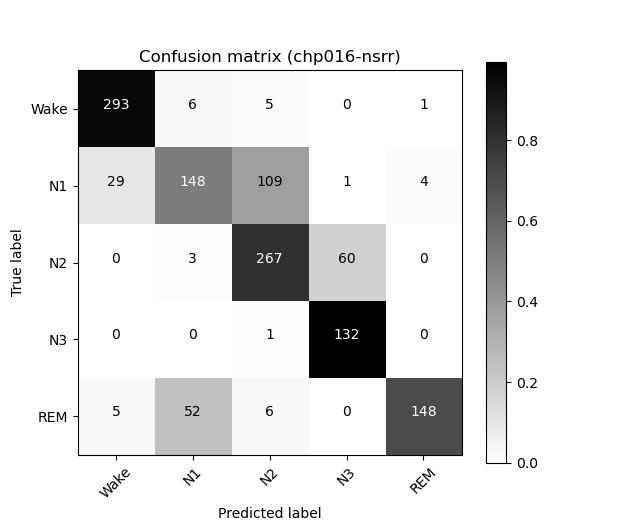 Confusion matrix (chp016-nsrr)
Wake 293 6 5 0 1
N1 29 148 109 1 4
N2 0 3 267 60 0
N3 0 0 1 132 0
REM 5 52 6 0 148
Wake N1 N2 N3 REM
Predicted label
True label
0.8
0.6
0.4
0.2
0.0